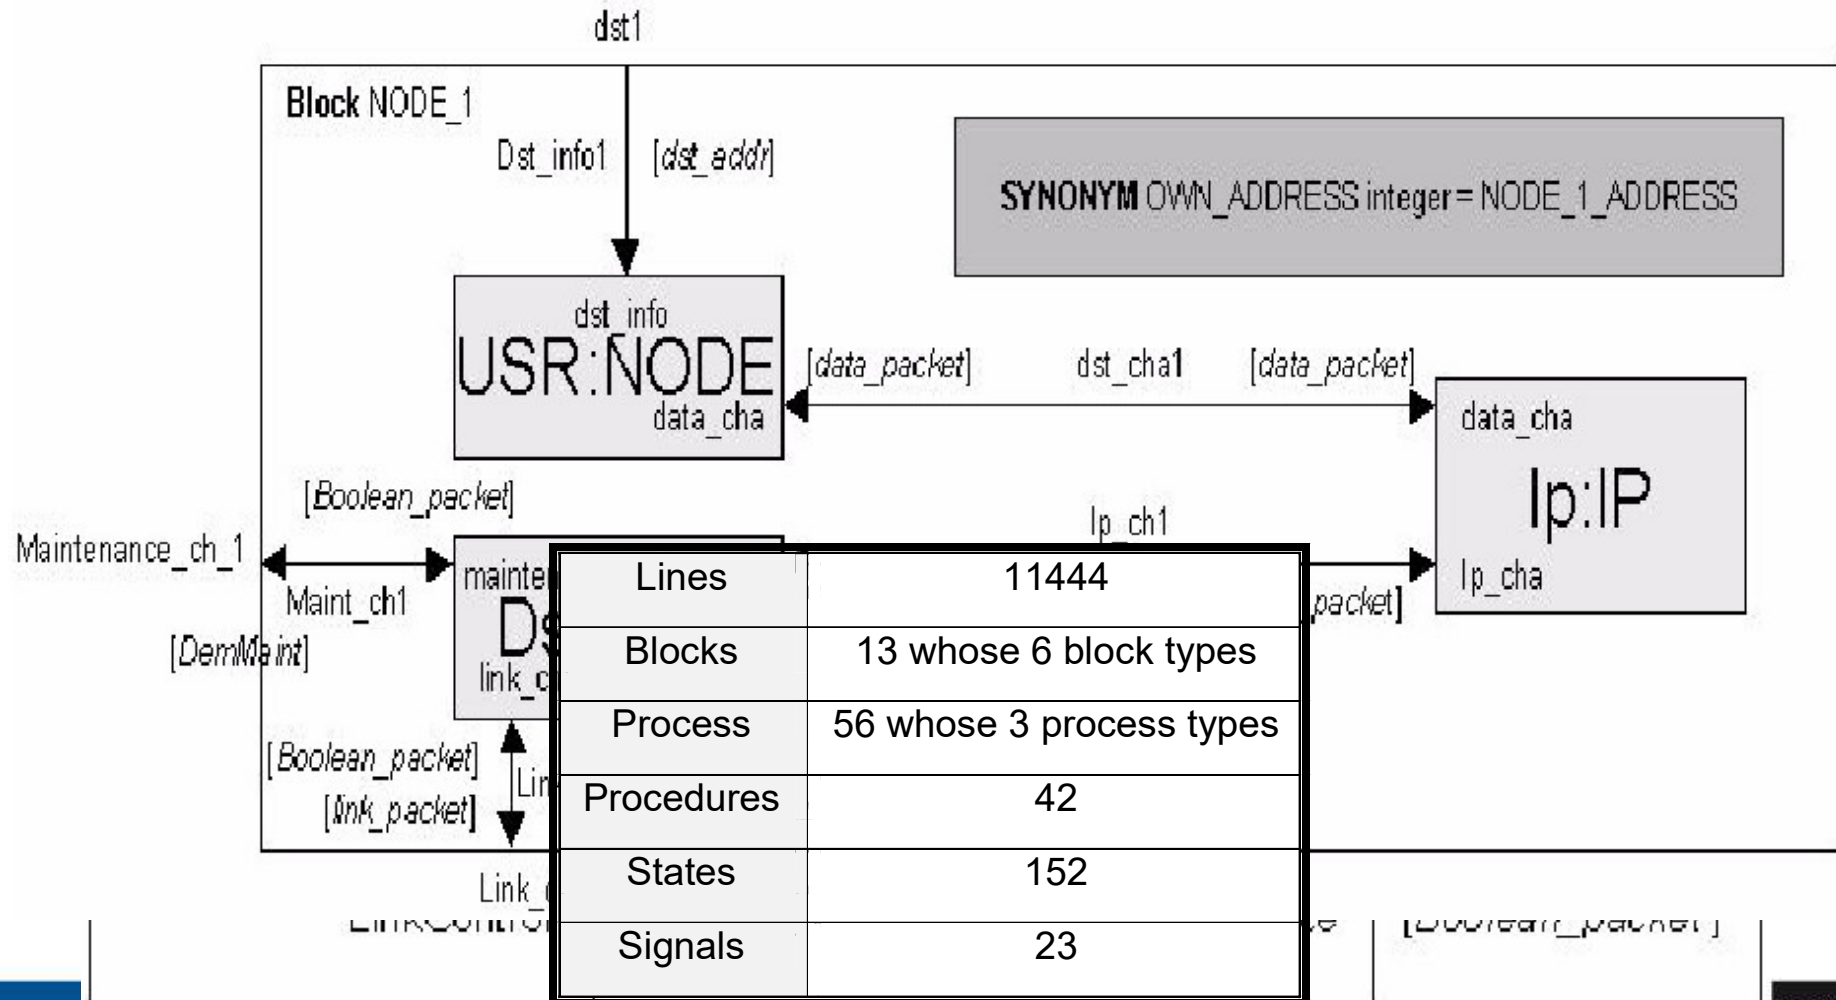 dst1
Block NODE_1
Dst_info1 [dst_addr]
SYNONYM OWN_ADDRESS integer= NODE_1_ADDRESS
dst_info
USR:NODE
data_cha
[data_packet] dst_cha1 [data_packet]
data_cha
Ip:IP
Ip_cha
[Boolean_packet]
Ip_ch1
Maintenance_ch_1
Maint_ch1
[DemMaint]
packet]
[Boolean_packet]
[link_packet]
Lines 11444
Blocks 13 whose 6 block types
Process 56 whose 3 process types
Procedures 42
States 152
Signals 23
[Boolean_packet ]